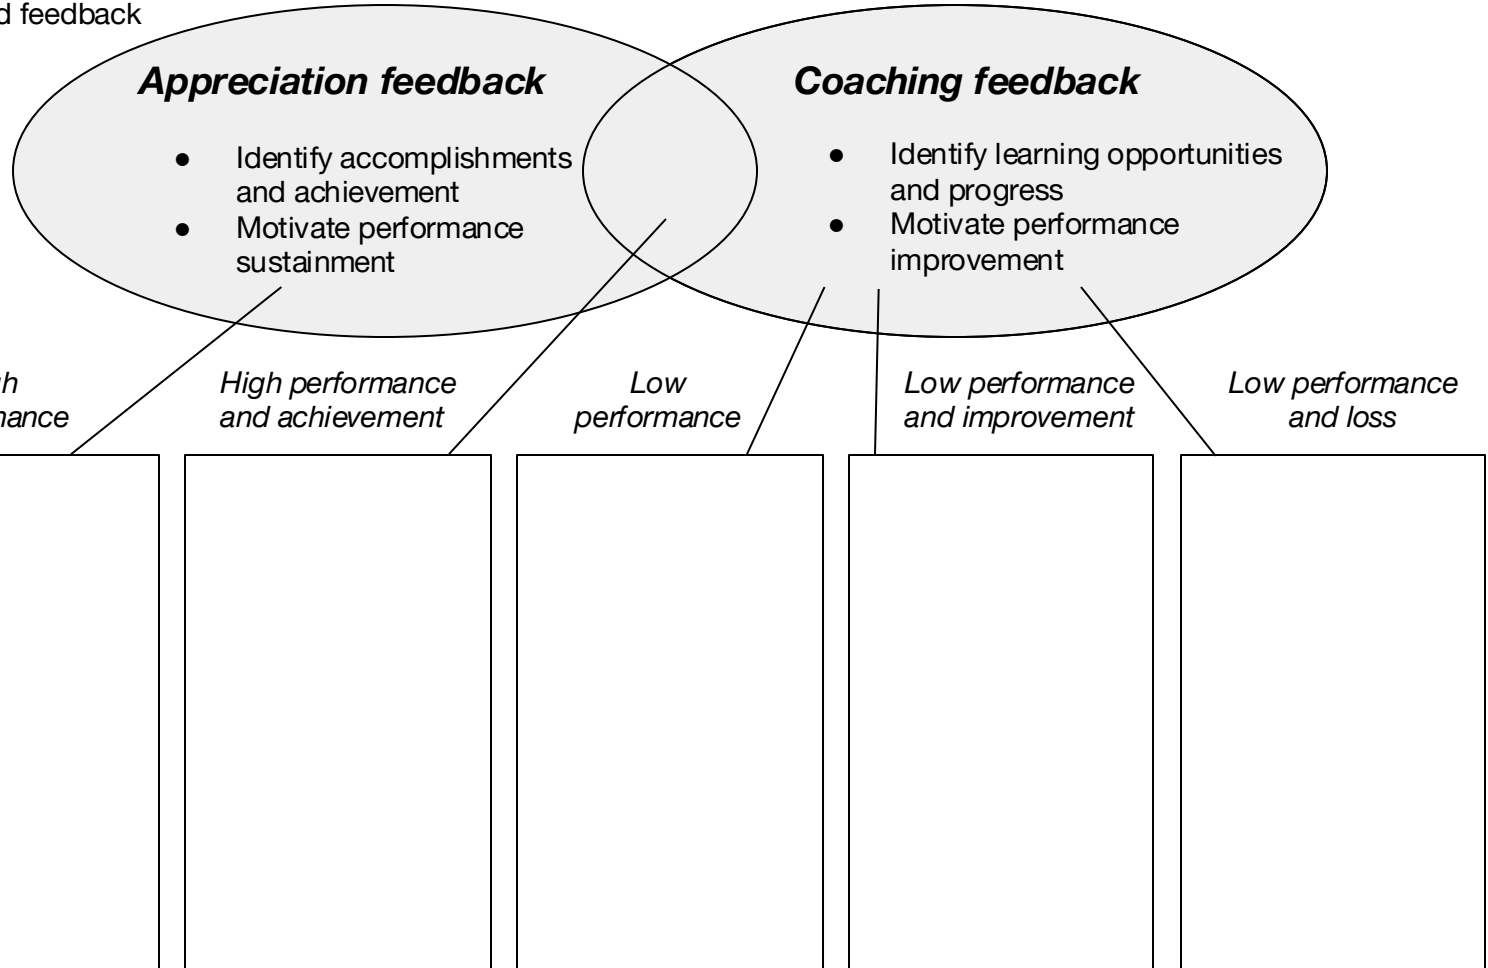 d feedback
Appreciation feedback
● Identify accomplishments
and achievement
● Motivate performance
sustainment
Coaching feedback
● Identify learning opportunities
and progress
● Motivate performance
improvement
High performance
and achievement
Low
performance
Low performance
and improvement
Low performance
and loss